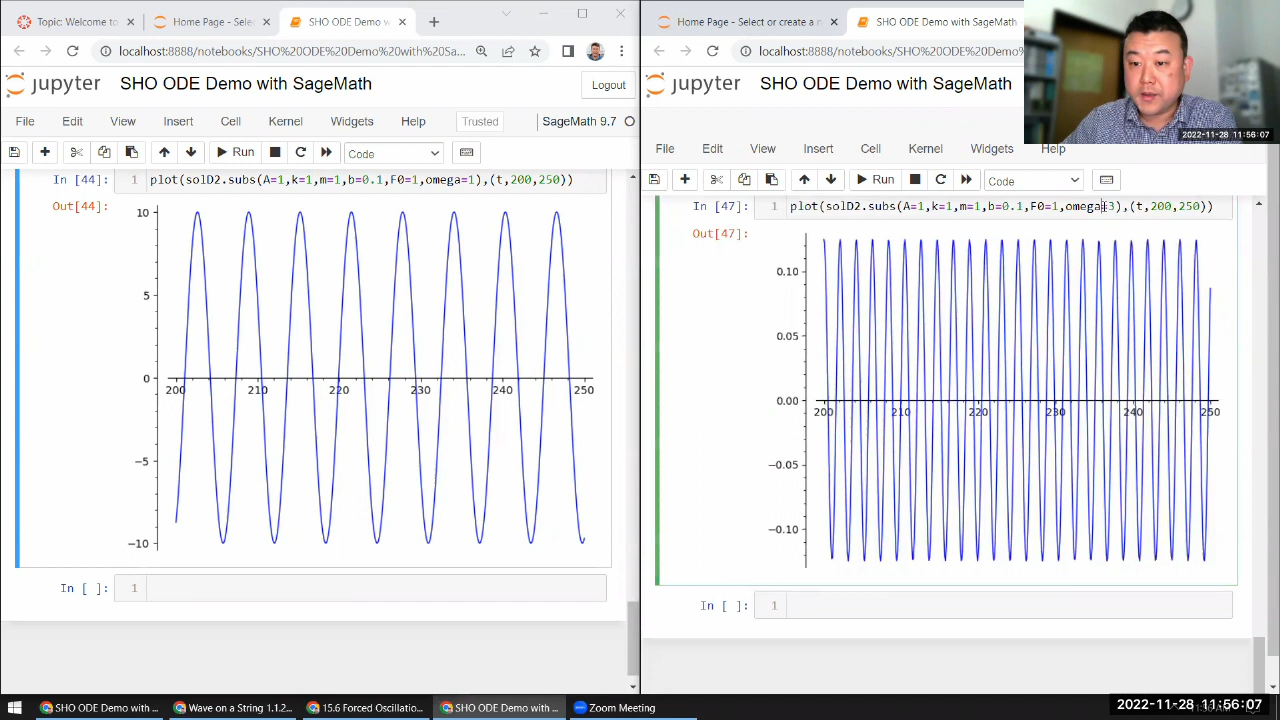 Topic: Welcome to
Home Page - Sele
SHO ODE Demo w
localhost:8888/notebooks/SHO%20ODE%20Demo%20with%Sa...
jupyter SHO ODE Demo with SageMath
Logout
File Edit View Insert Cell Kernel Widgets Help Trusted SageMath 9.7
Run Code
In [44]: 1 plot(solD2.subs(A=1,k=1,m=1,b=0.1,F0=1,omega=1),(t,200,250))
Out[44]:
10
5
0
200 210 220 230 240 250
−5
−10
In [ ]: 1
Home Page - Select or create a n
SHO ODE Demo with SageMath
localhost:8888/notebooks/SHO%20ODE%20Demo%
jupyter SHO ODE Demo with SageMath
File Edit View Insert Cell Kernel Widgets Help
Run Code
In [47]: 1 plot(solD2.subs(A=1,k=1,m=1,b=0.1,F0=1,omega=3),(t,200,250))
Out[47]:
0.10
0.05
0.00
200 210 220 230 240 250
−0.05
−0.10
In [ ]: 1
2022-11-28 11:56:07
SHO ODE Demo with ...
Wave on a String 1.1.2...
15.6 Forced Oscillatio...
SHO ODE Demo with ...
Zoom Meeting
2022-11-28 11:56:07